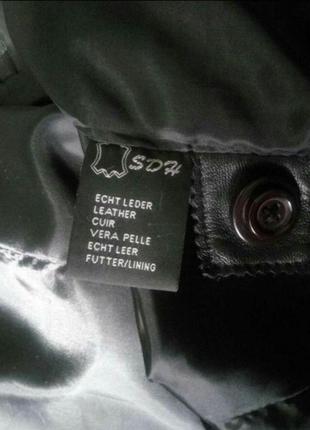 SDH
ECHT LEDER
LEATHER
CUIR
VERA PELLE
ECHT LEER
FUTTER/LINING